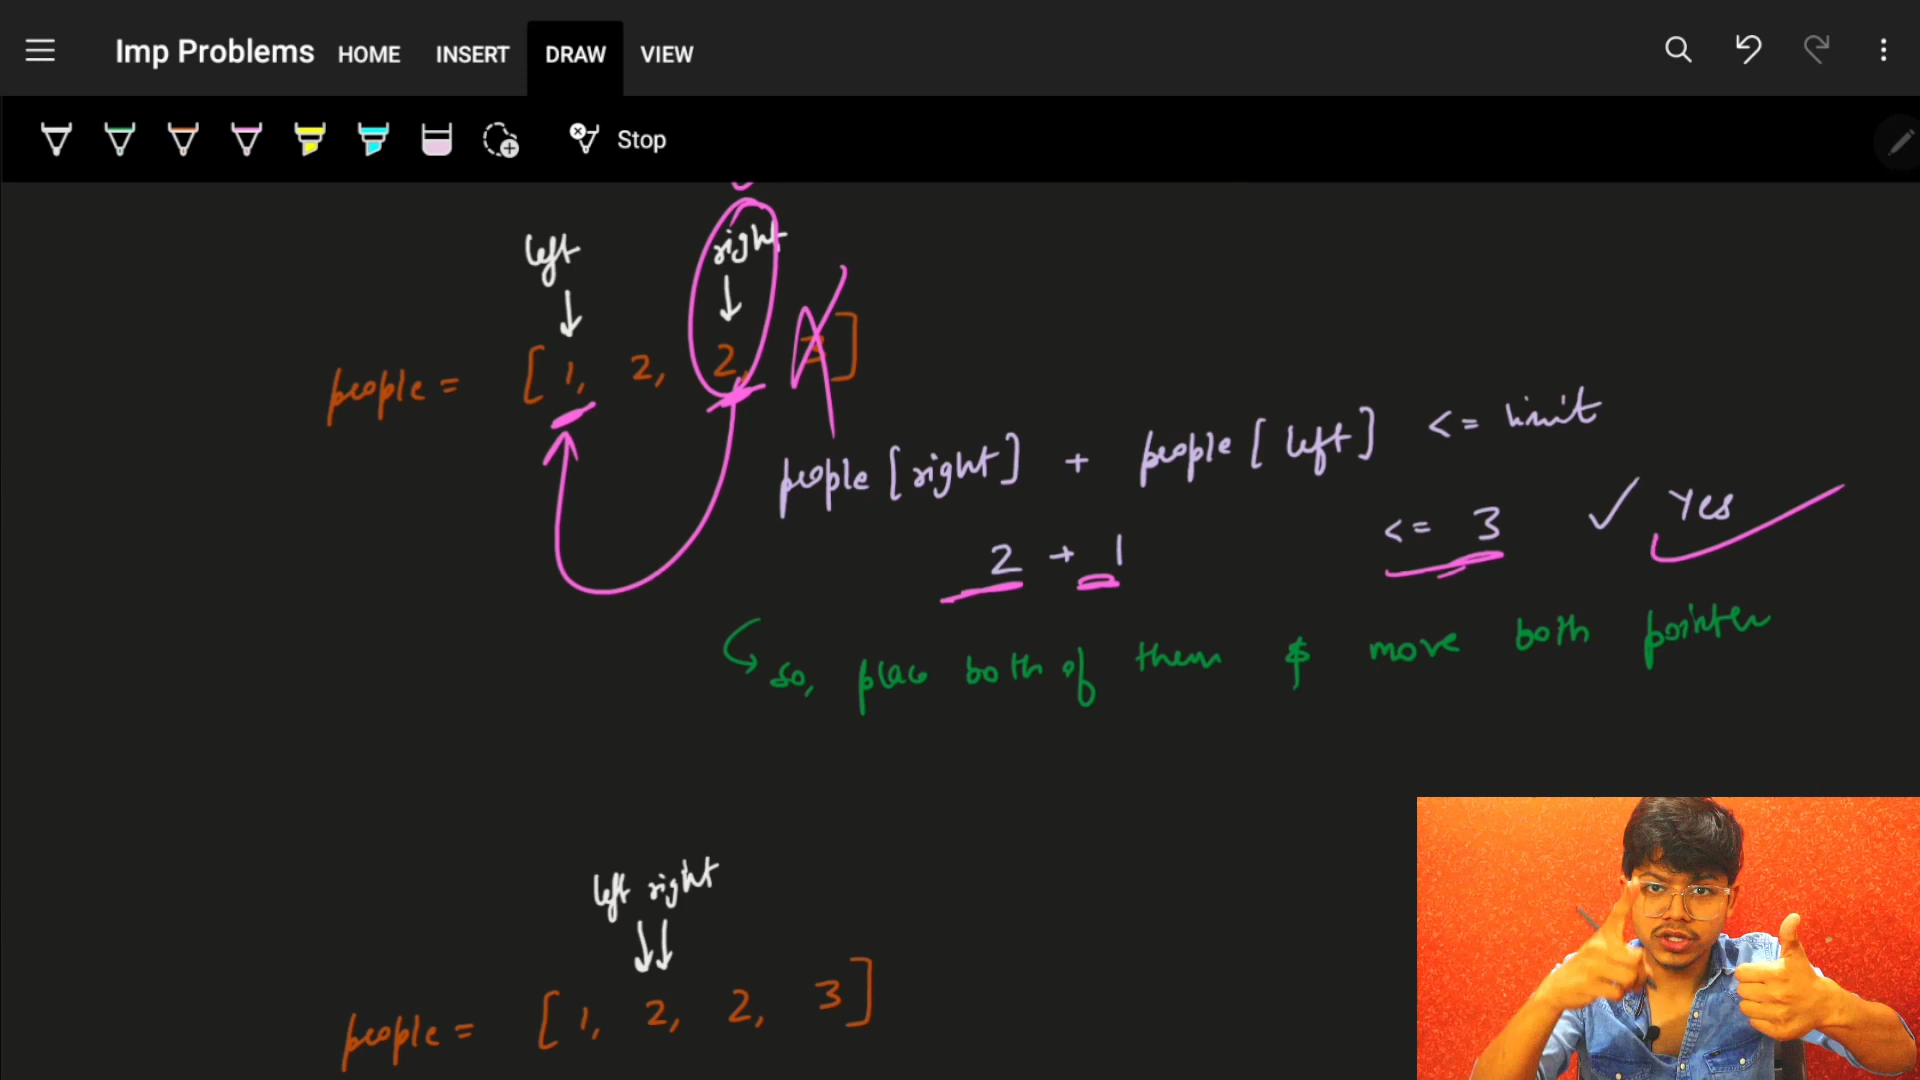 Imp Problems HOME INSERT DRAW VIEW
Stop
left right
people = [ 1, 2, 2, 3 ]
people [ right ] + people [ left ] <= limit
2 + 1 <= 3 ✓ Yes
so, place both of them & move both pointer
left right
people = [ 1, 2, 2, 3 ]